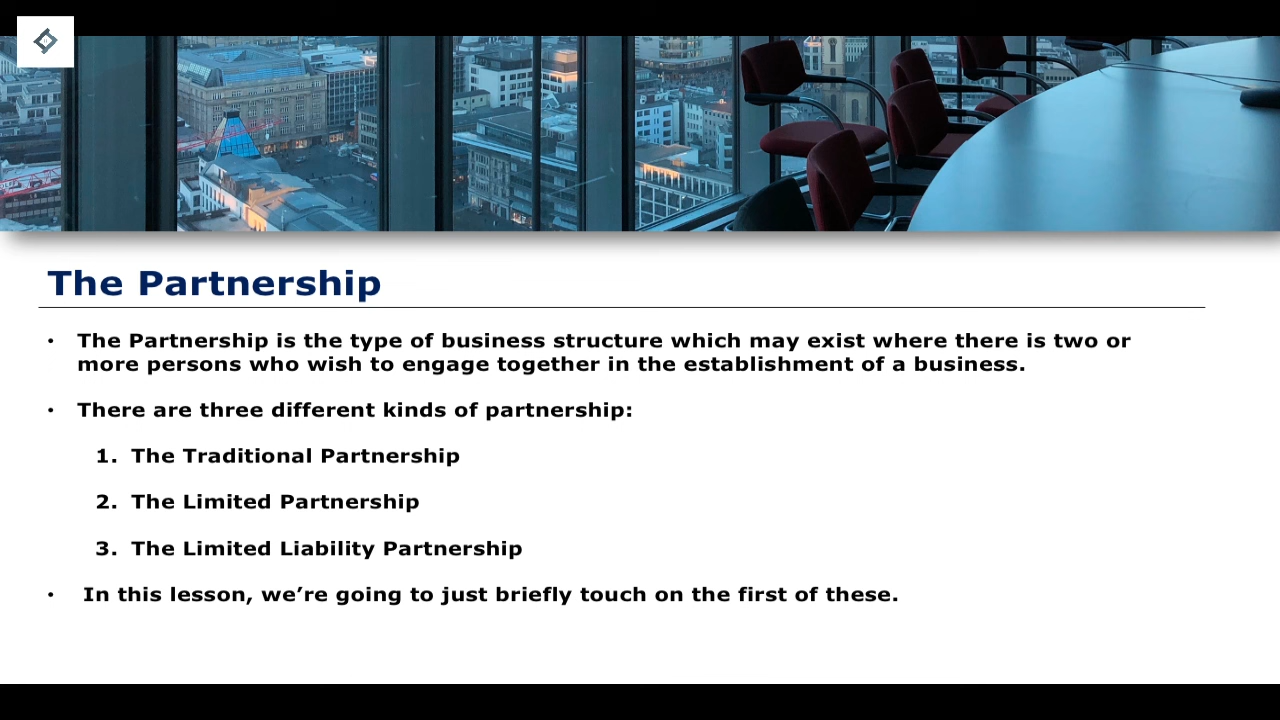 The Partnership
• The Partnership is the type of business structure which may exist where there is two or
more persons who wish to engage together in the establishment of a business.
• There are three different kinds of partnership:
1. The Traditional Partnership
2. The Limited Partnership
3. The Limited Liability Partnership
• In this lesson, we’re going to just briefly touch on the first of these.